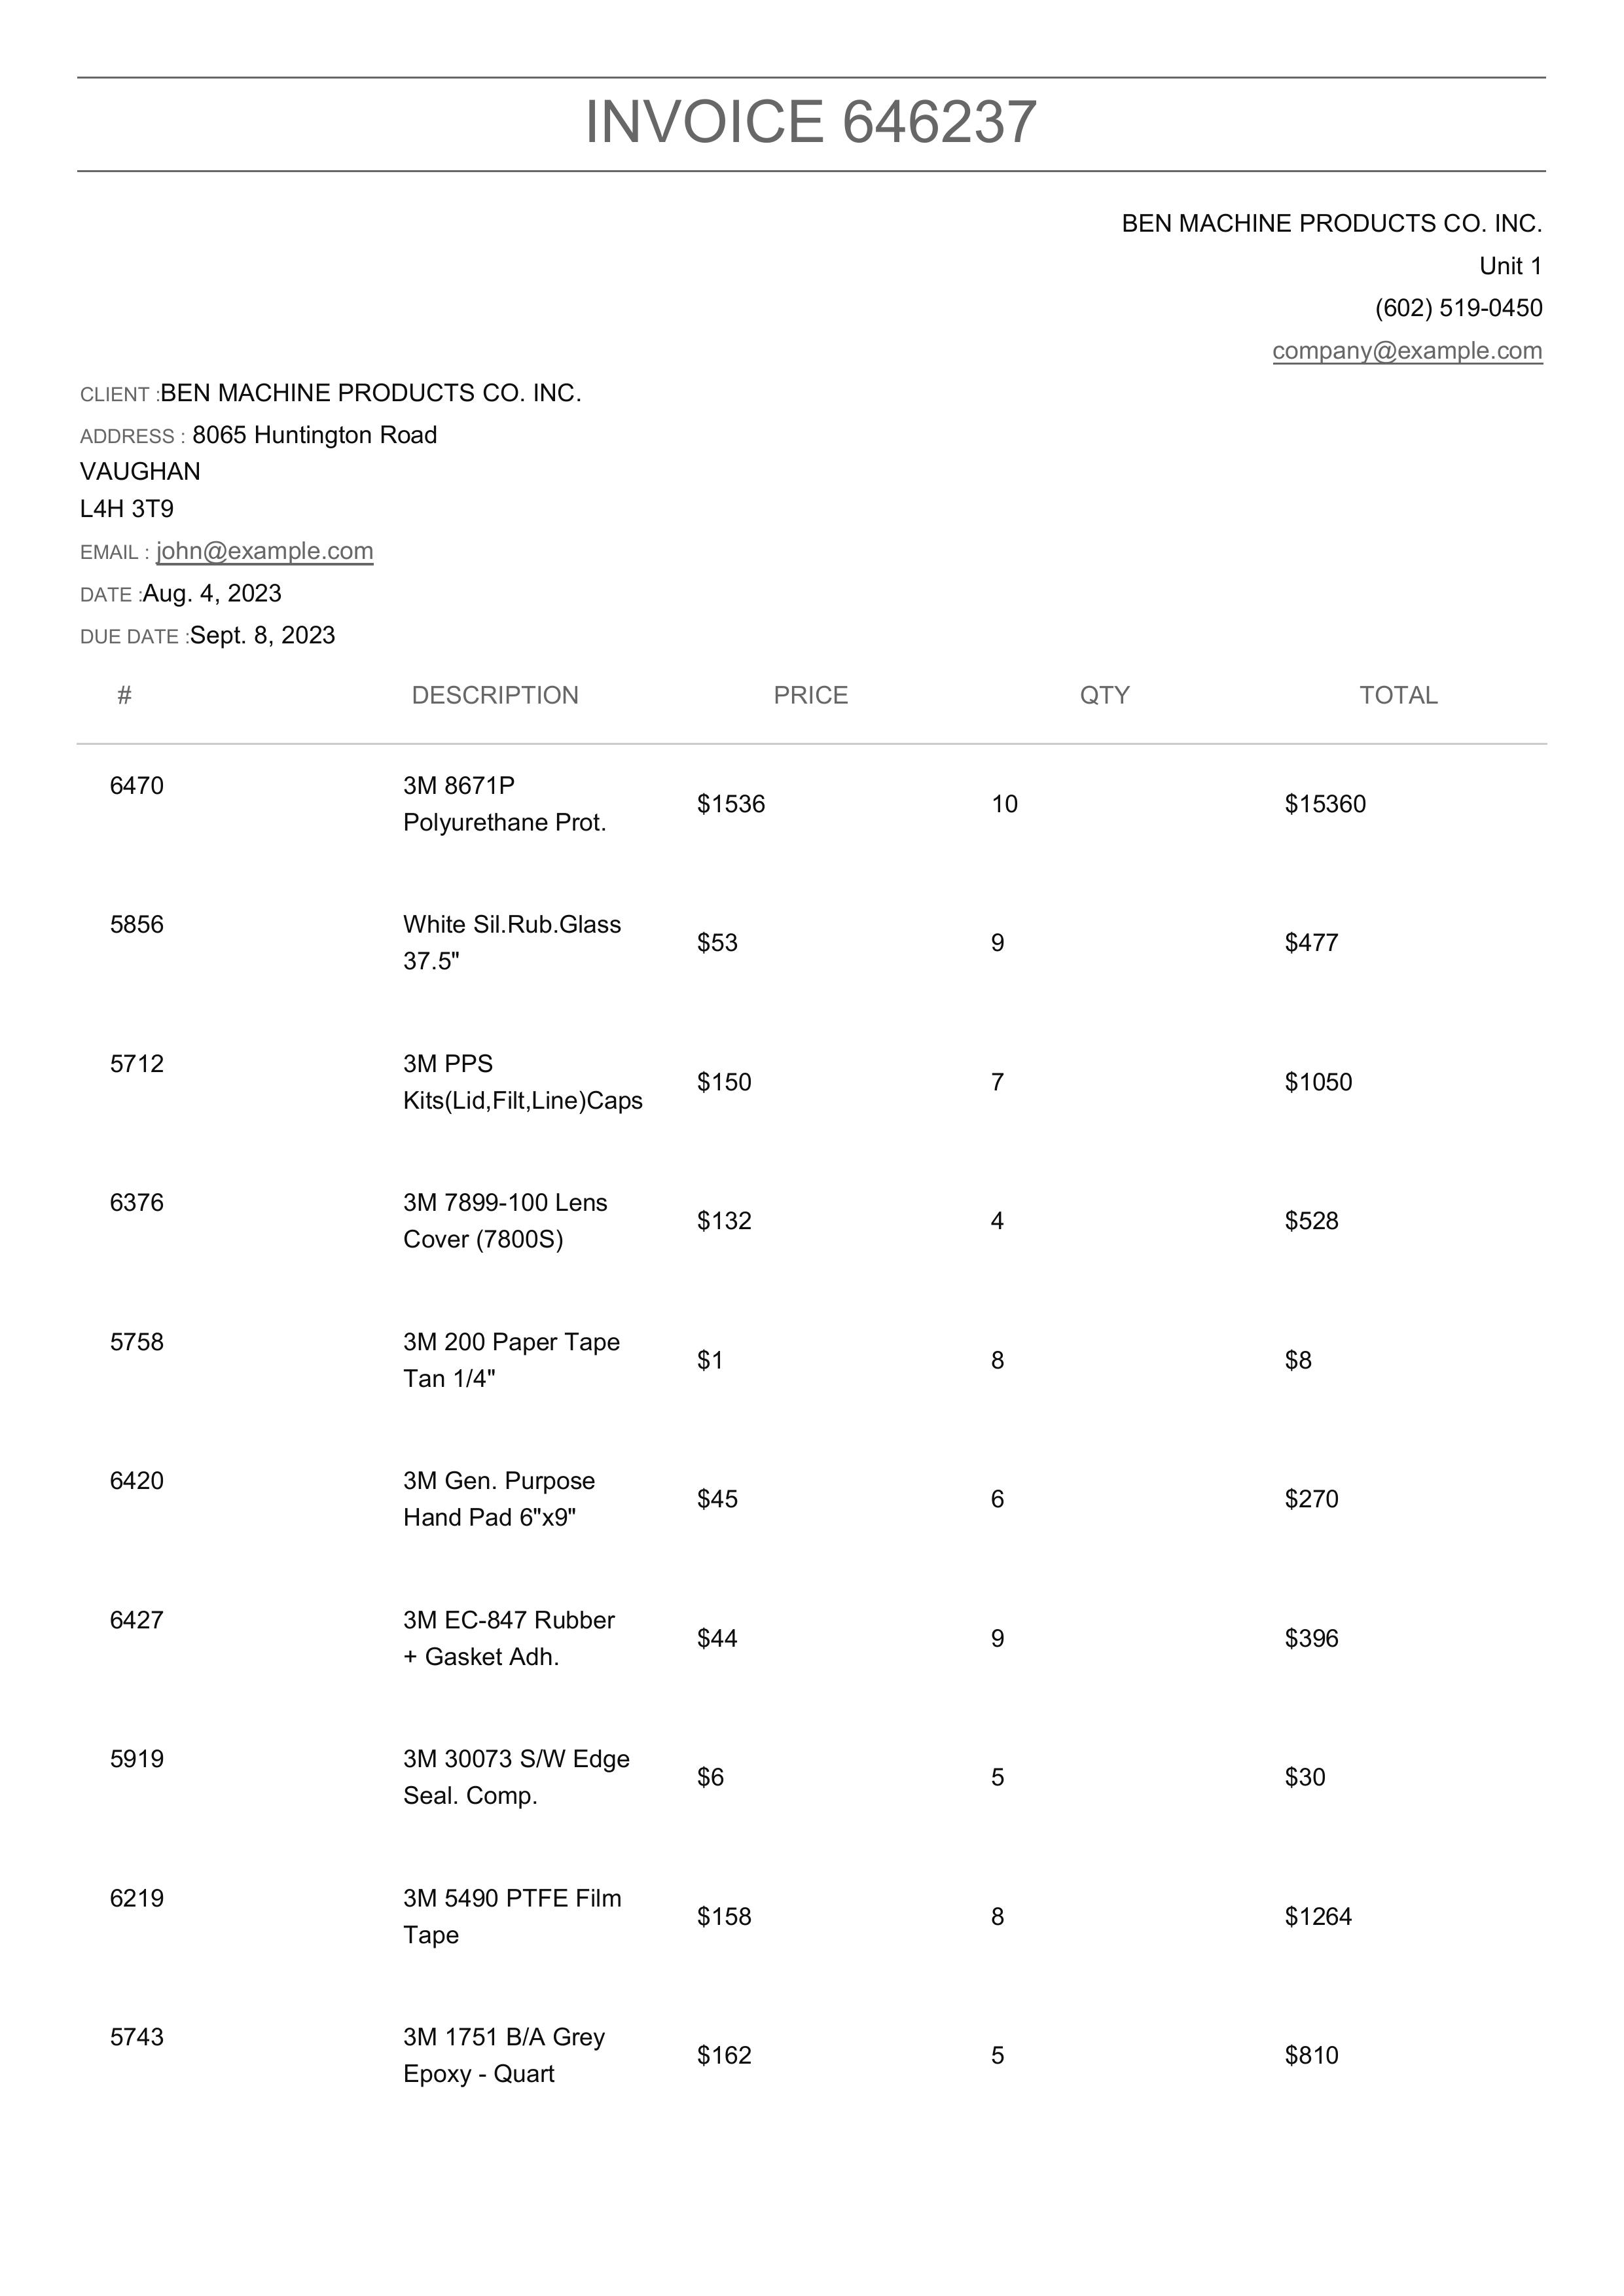 INVOICE 646237
BEN MACHINE PRODUCTS CO. INC.
Unit 1
(602) 519-0450
company@example.com
CLIENT :BEN MACHINE PRODUCTS CO. INC.
ADDRESS : 8065 Huntington Road
VAUGHAN
L4H 3T9
EMAIL : john@example.com
DATE :Aug. 4, 2023
DUE DATE :Sept. 8, 2023
# DESCRIPTION PRICE QTY TOTAL
6470 3M 8671P
Polyurethane Prot. $1536 10 $15360
5856 White Sil.Rub.Glass
37.5" $53 9 $477
5712 3M PPS
Kits(Lid,Filt,Line)Caps $150 7 $1050
6376 3M 7899-100 Lens
Cover (7800S) $132 4 $528
5758 3M 200 Paper Tape
Tan 1/4" $1 8 $8
6420 3M Gen. Purpose
Hand Pad 6"x9" $45 6 $270
6427 3M EC-847 Rubber
+ Gasket Adh. $44 9 $396
5919 3M 30073 S/W Edge
Seal. Comp. $6 5 $30
6219 3M 5490 PTFE Film
Tape $158 8 $1264
5743 3M 1751 B/A Grey
Epoxy - Quart $162 5 $810